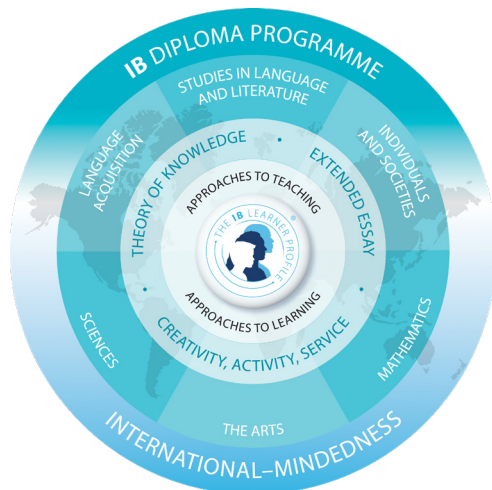 IB DIPLOMA PROGRAMME
STUDIES IN LANGUAGE
AND LITERATURE
LANGUAGE
ACQUISITION
INDIVIDUALS
AND SOCIETIES
THEORY OF KNOWLEDGE
EXTENDED ESSAY
APPROACHES TO TEACHING
THE IB LEARNER PROFILE
®
APPROACHES TO LEARNING
CREATIVITY, ACTIVITY, SERVICE
SCIENCES
MATHEMATICS
THE ARTS
INTERNATIONAL–MINDEDNESS